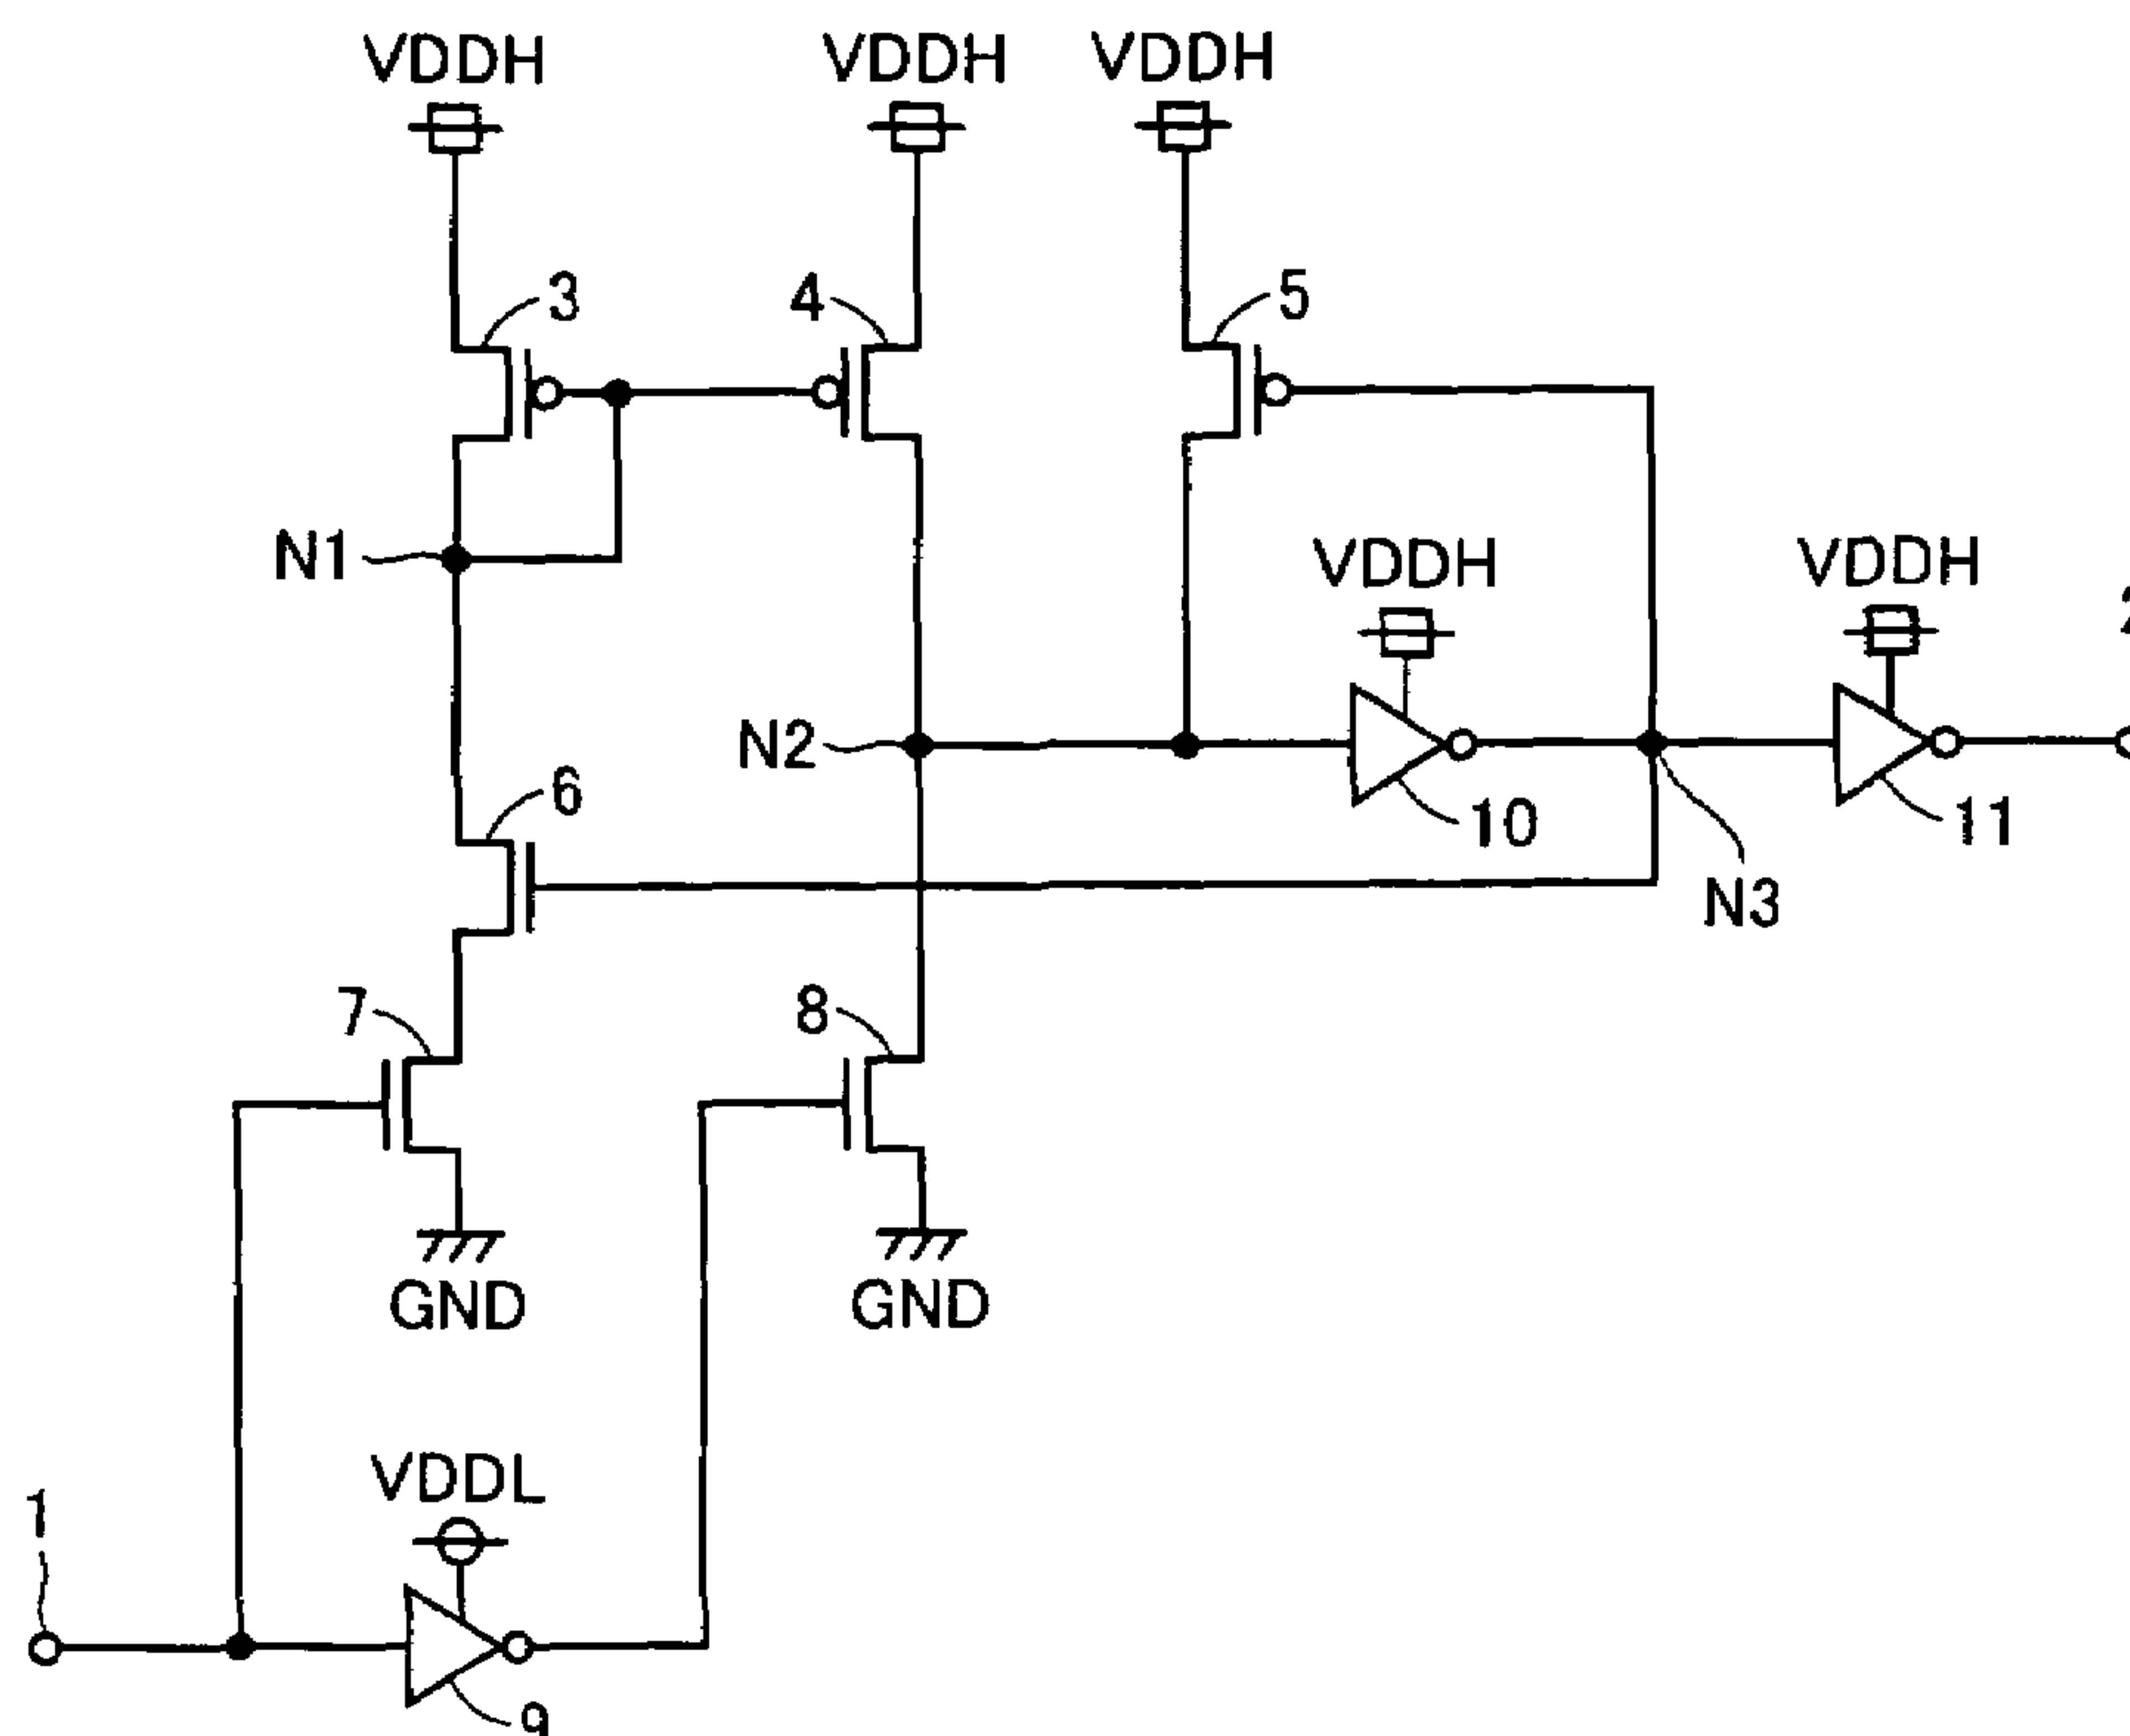 VDDH VDDH VDDH
3 4 5
N1
VDDH VDDH
N2
6
10 11
N3
7 8
GND GND
VDDL
1
9